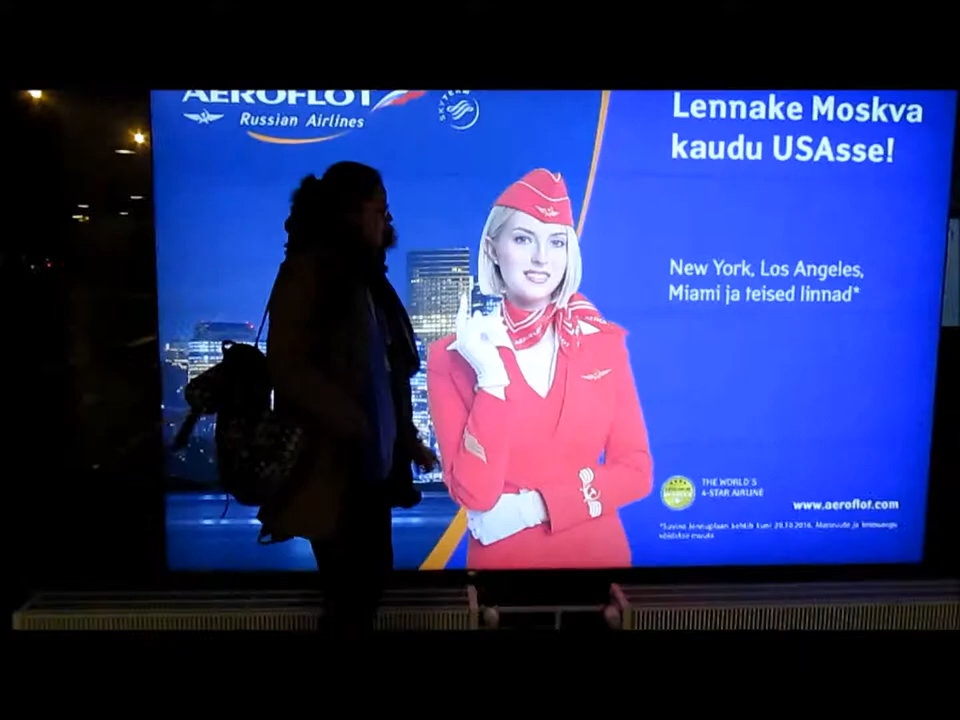 AEROFLOT
Russian Airlines
SKYTEAM
Lennake Moskva
kaudu USAsse!
New York, Los Angeles,
Miami ja teised linnad*
THE WORLD'S
4-STAR AIRLINE
www.aeroflot.com